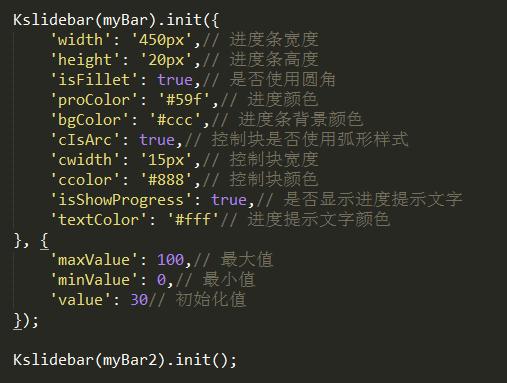 Kslidebar(myBar).init({
    'width': '450px',// 进度条宽度
    'height': '20px',// 进度条高度
    'isFillet': true,// 是否使用圆角
    'proColor': '#59f',// 进度颜色
    'bgColor': '#ccc',// 进度条背景颜色
    'cIsArc': true,// 控制块是否使用弧形样式
    'cwidth': '15px',// 控制块宽度
    'ccolor': '#888',// 控制块颜色
    'isShowProgress': true,// 是否显示进度提示文字
    'textColor': '#fff'// 进度提示文字颜色
}, {
    'maxValue': 100,// 最大值
    'minValue': 0,// 最小值
    'value': 30// 初始化值
});
Kslidebar(myBar2).init();